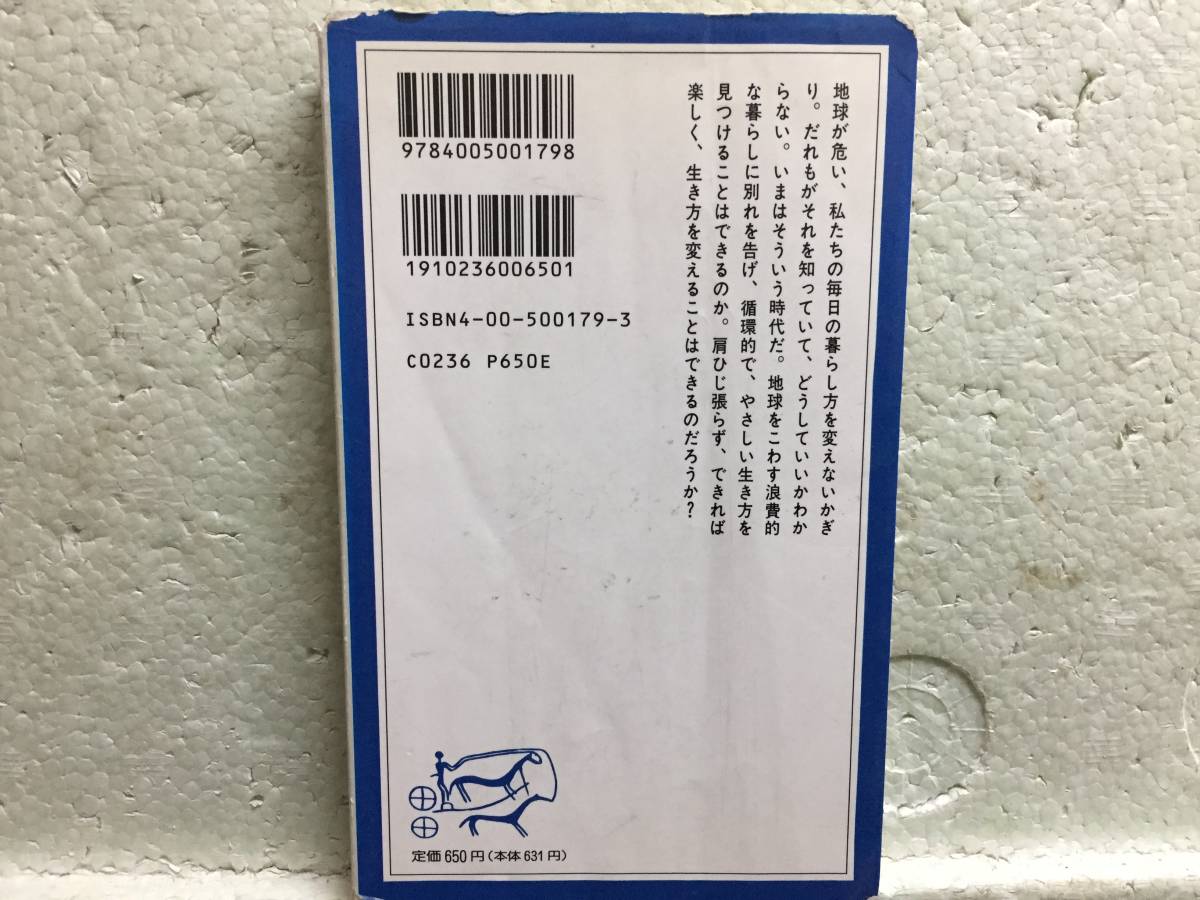 地球が危い、私たちの毎日の暮らし方を変えないかぎ
り。だれもがそれを知っていて、どうしていいかわか
らない。いまはそういう時代だ。地球をこわす浪費的
な暮らしに別れを告げ、循環的で、やさしい生き方を
見つけることはできるのか。肩ひじ張らず、できれば
楽しく、生き方を変えることはできるのだろうか?
9784005001798
1910236006501
ISBN4-00-500179-3
C0236 P650E
定価 650 円(本体 631 円)